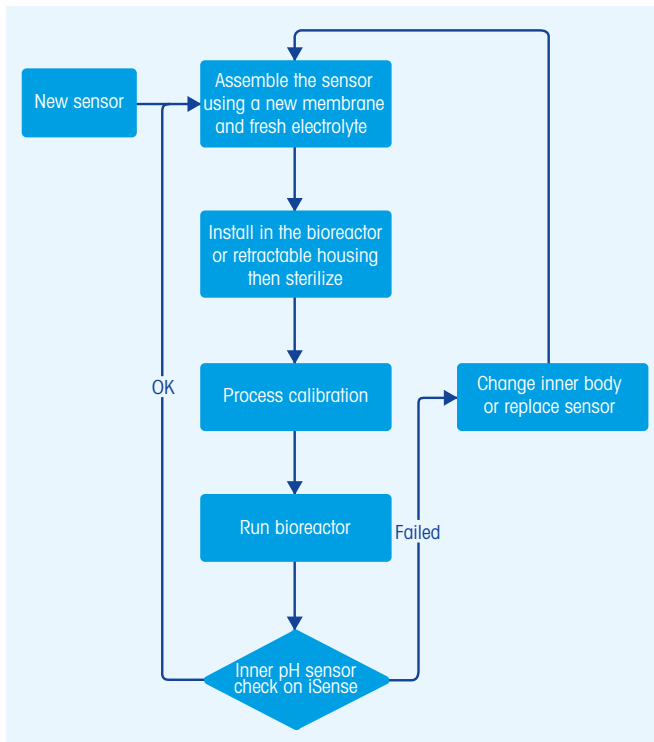 New sensor
Assemble the sensor
using a new membrane
and fresh electrolyte
Install in the bioreactor
or retractable housing
then sterilize
Process calibration
Change inner body
or replace sensor
OK
Run bioreactor
Failed
Inner pH sensor
check on iSense